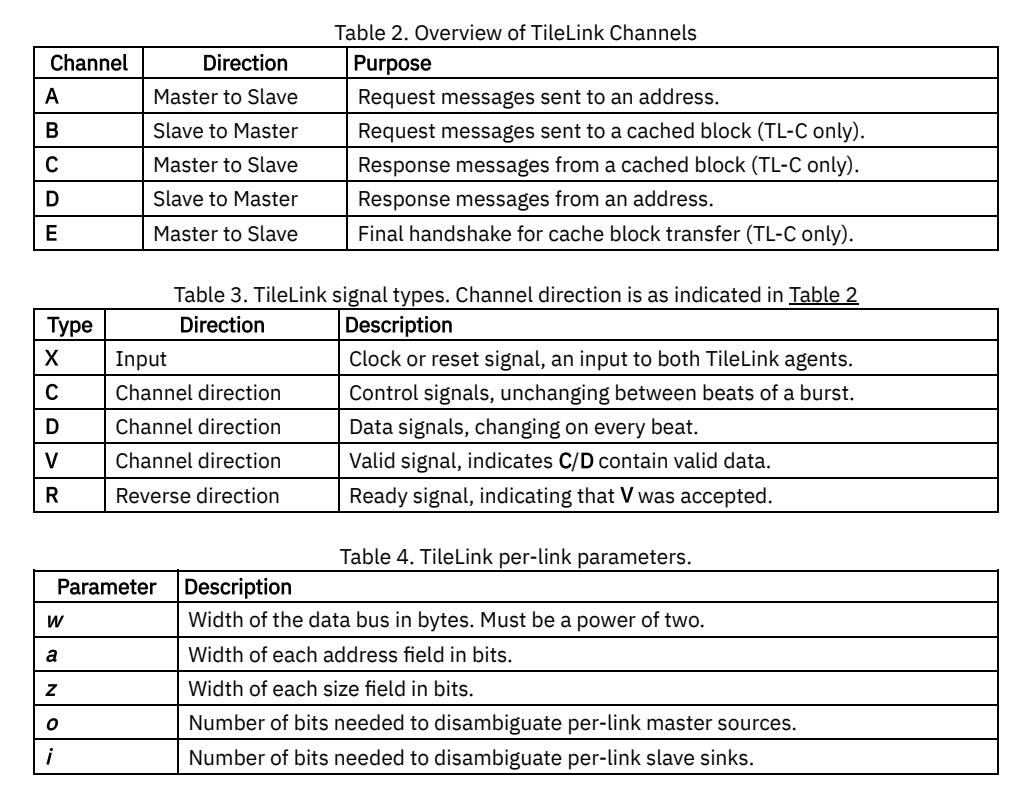 Table 2. Overview of TileLink Channels
Channel Direction Purpose
A Master to Slave Request messages sent to an address.
B Slave to Master Request messages sent to a cached block (TL-C only).
C Master to Slave Response messages from a cached block (TL-C only).
D Slave to Master Response messages from an address.
E Master to Slave Final handshake for cache block transfer (TL-C only).
Table 3. TileLink signal types. Channel direction is as indicated in Table 2
Type Direction Description
X Input Clock or reset signal, an input to both TileLink agents.
C Channel direction Control signals, unchanging between beats of a burst.
D Channel direction Data signals, changing on every beat.
V Channel direction Valid signal, indicates C/D contain valid data.
R Reverse direction Ready signal, indicating that V was accepted.
Table 4. TileLink per-link parameters.
Parameter Description
w Width of the data bus in bytes. Must be a power of two.
a Width of each address field in bits.
z Width of each size field in bits.
o Number of bits needed to disambiguate per-link master sources.
i Number of bits needed to disambiguate per-link slave sinks.